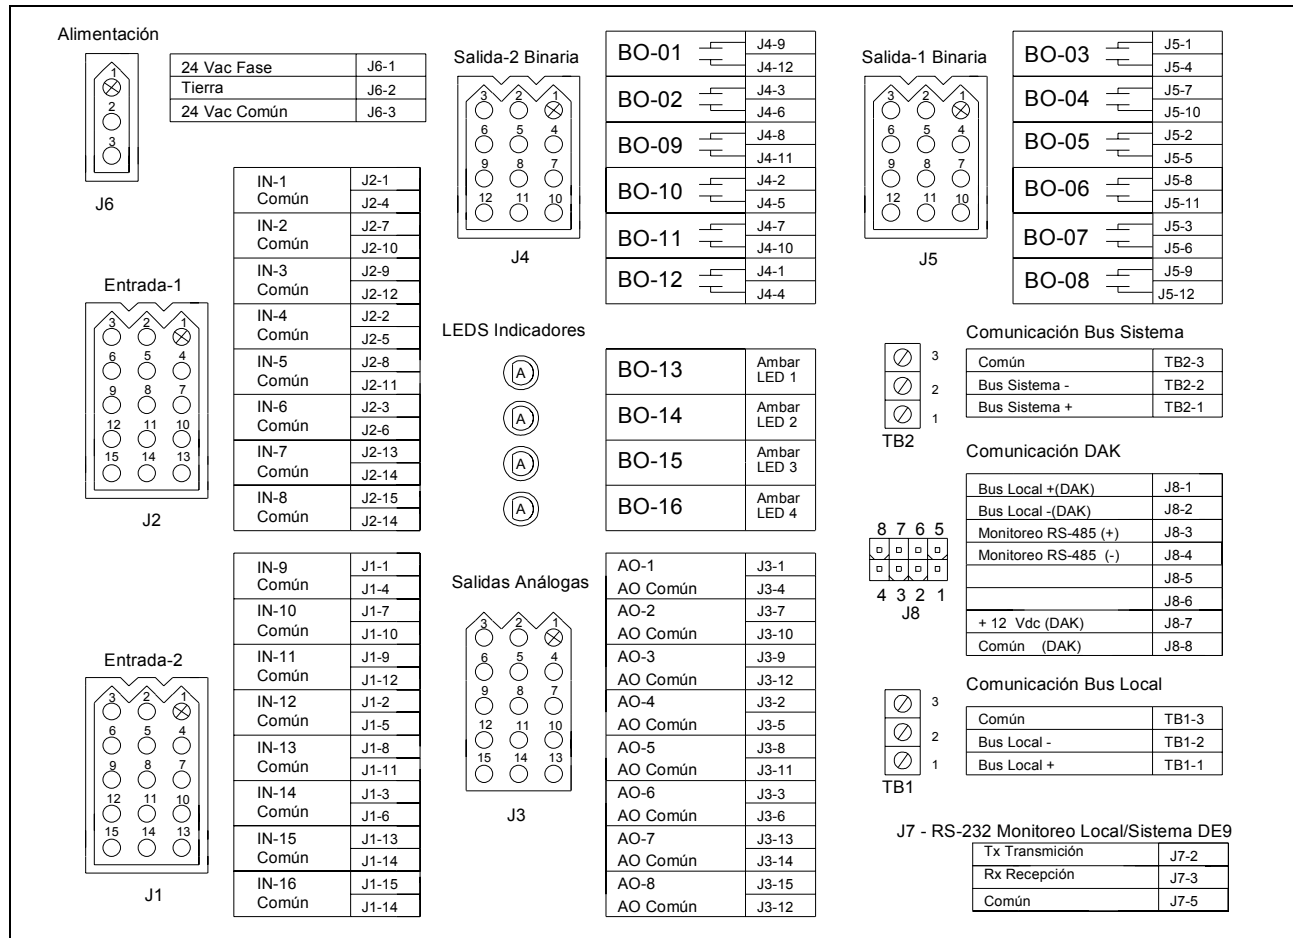 Alimentación
1
2
3
J6
24 Vac Fase J6-1
Tierra J6-2
24 Vac Común J6-3
Entrada-1
3 2 1
6 5 4
9 8 7
12 11 10
15 14 13
J2
IN-1 J2-1
Común J2-4
IN-2 J2-7
Común J2-10
IN-3 J2-9
Común J2-12
IN-4 J2-2
Común J2-5
IN-5 J2-8
Común J2-11
IN-6 J2-3
Común J2-6
IN-7 J2-13
Común J2-14
IN-8 J2-15
Común J2-14
Entrada-2
3 2 1
6 5 4
9 8 7
12 11 10
15 14 13
J1
IN-9 J1-1
Común J1-4
IN-10 J1-7
Común J1-10
IN-11 J1-9
Común J1-12
IN-12 J1-2
Común J1-5
IN-13 J1-8
Común J1-11
IN-14 J1-3
Común J1-6
IN-15 J1-13
Común J1-14
IN-16 J1-15
Común J1-14
Salida-2 Binaria
3 2 1
6 5 4
9 8 7
12 11 10
J4
BO-01 J4-9
J4-12
BO-02 J4-3
J4-6
BO-09 J4-8
J4-11
BO-10 J4-2
J4-5
BO-11 J4-7
J4-10
BO-12 J4-1
J4-4
LEDS Indicadores
A
A
A
A
BO-13 Ambar
LED 1
BO-14 Ambar
LED 2
BO-15 Ambar
LED 3
BO-16 Ambar
LED 4
Salidas Análogas
3 2 1
6 5 4
9 8 7
12 11 10
15 14 13
J3
AO-1 J3-1
AO Común J3-4
AO-2 J3-7
AO Común J3-10
AO-3 J3-9
AO Común J3-12
AO-4 J3-2
AO Común J3-5
AO-5 J3-8
AO Común J3-11
AO-6 J3-3
AO Común J3-6
AO-7 J3-13
AO Común J3-14
AO-8 J3-15
AO Común J3-12
Salida-1 Binaria
3 2 1
6 5 4
9 8 7
12 11 10
J5
BO-03 J5-1
J5-4
BO-04 J5-7
J5-10
BO-05 J5-2
J5-5
BO-06 J5-8
J5-11
BO-07 J5-3
J5-6
BO-08 J5-9
J5-12
Comunicación Bus Sistema
3
2
1
TB2
Común TB2-3
Bus Sistema - TB2-2
Bus Sistema + TB2-1
Comunicación DAK
8 7 6 5
4 3 2 1
J8
Bus Local +(DAK) J8-1
Bus Local -(DAK) J8-2
Monitoreo RS-485 (+) J8-3
Monitoreo RS-485 (-) J8-4
J8-5
J8-6
+ 12 Vdc (DAK) J8-7
Común (DAK) J8-8
Comunicación Bus Local
3
2
1
TB1
Común TB1-3
Bus Local - TB1-2
Bus Local + TB1-1
J7 - RS-232 Monitoreo Local/Sistema DE9
Tx Transmición J7-2
Rx Recepción J7-3
Común J7-5